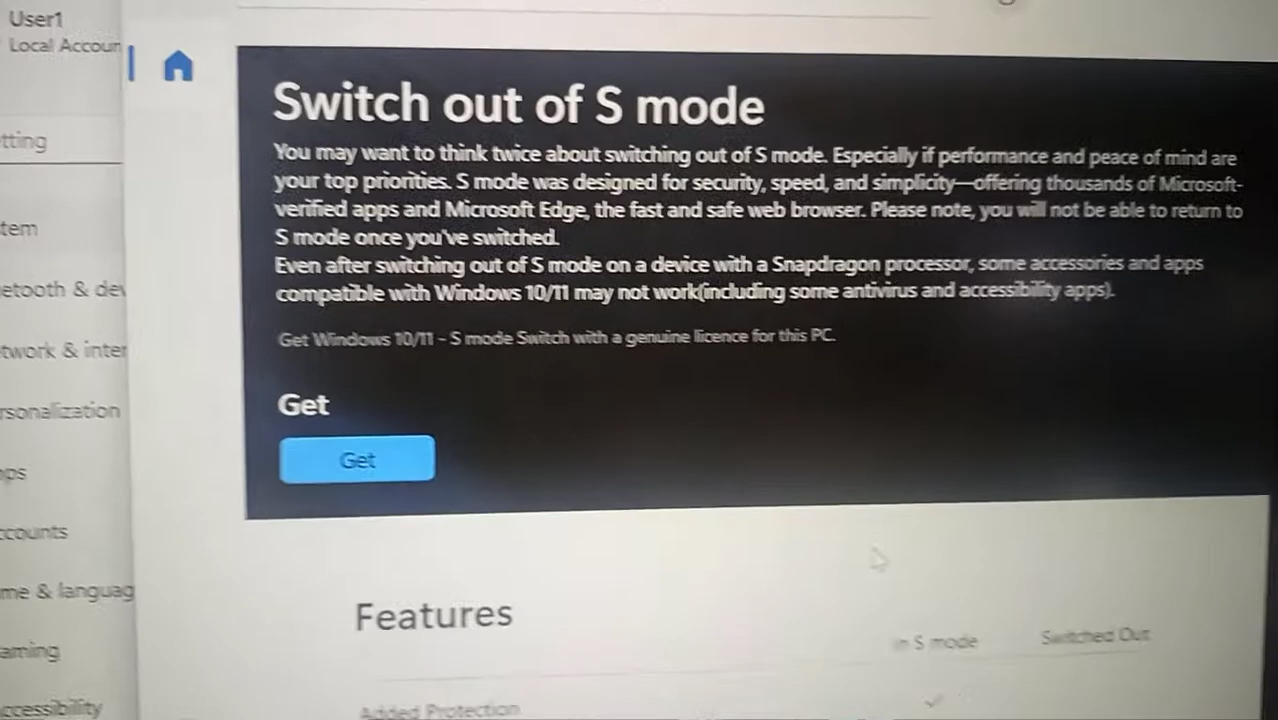 User1
Local Accoun
tting
tem
etooth & dev
etwork & inter
rsonalization
ops
ccounts
me & languag
aming
ccessibility
Switch out of S mode
You may want to think twice about switching out of S mode. Especially if performance and peace of mind are
your top priorities. S mode was designed for security, speed, and simplicity—offering thousands of Microsoft-
verified apps and Microsoft Edge, the fast and safe web browser. Please note, you will not be able to return to
S mode once you've switched.
Even after switching out of S mode on a device with a Snapdragon processor, some accessories and apps
compatible with Windows 10/11 may not work(including some antivirus and accessibility apps).
Get Windows 10/11 - S mode Switch with a genuine licence for this PC.
Get
Get
Features
in S mode
Switched Out
Added Protection